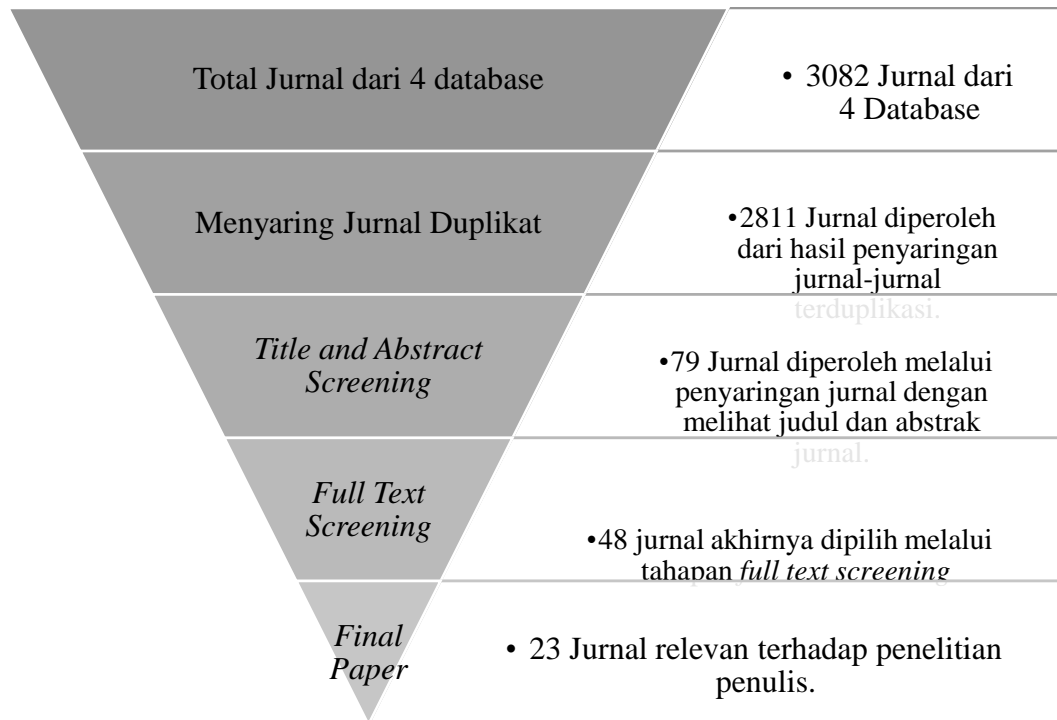 Total Jurnal dari 4 database
• 3082 Jurnal dari
4 Database
Menyaring Jurnal Duplikat
•2811 Jurnal diperoleh
dari hasil penyaringan
jurnal-jurnal
terduplikasi.
Title and Abstract
Screening
•79 Jurnal diperoleh melalui
penyaringan jurnal dengan
melihat judul dan abstrak
jurnal.
Full Text
Screening
•48 jurnal akhirnya dipilih melalui
tahapan full text screening
Final
Paper
• 23 Jurnal relevan terhadap penelitian
penulis.